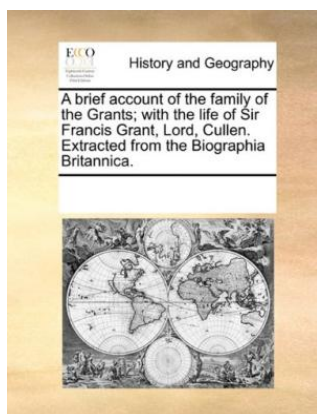 ECCO
History and Geography
A brief account of the family of
the Grants; with the life of Sir
Francis Grant, Lord, Cullen.
Extracted from the Biographia
Britannica.